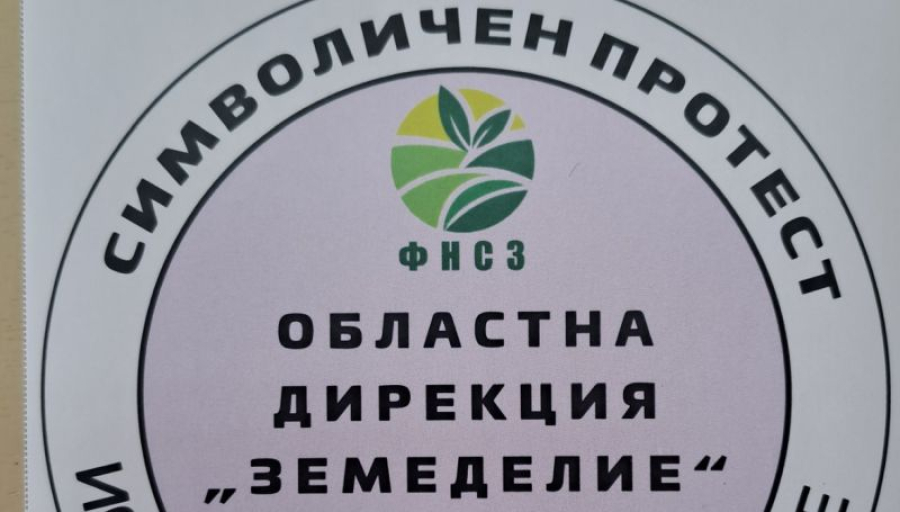 СИМВОЛИЧЕН ПРОТЕСТ
ФНСЗ
ОБЛАСТНА
ДИРЕКЦИЯ
„ЗЕМЕДЕЛИЕ“